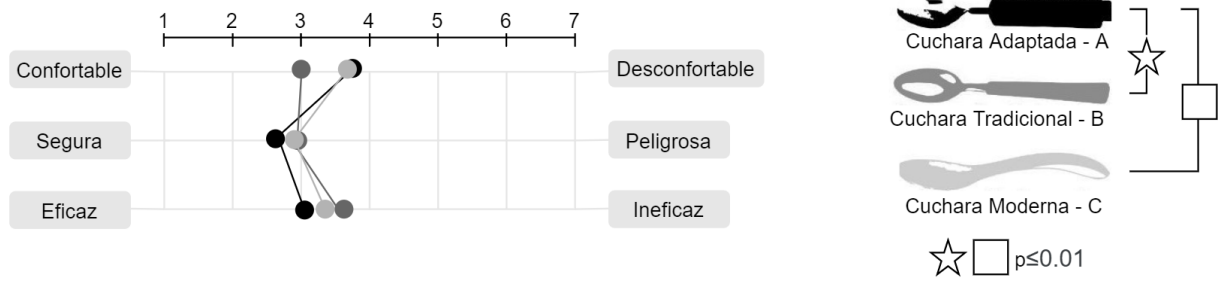 1 2 3 4 5 6 7
Confortable Desconfortable
Segura Peligrosa
Eficaz Ineficaz
Cuchara Adaptada - A
Cuchara Tradicional - B
Cuchara Moderna - C
p≤0.01